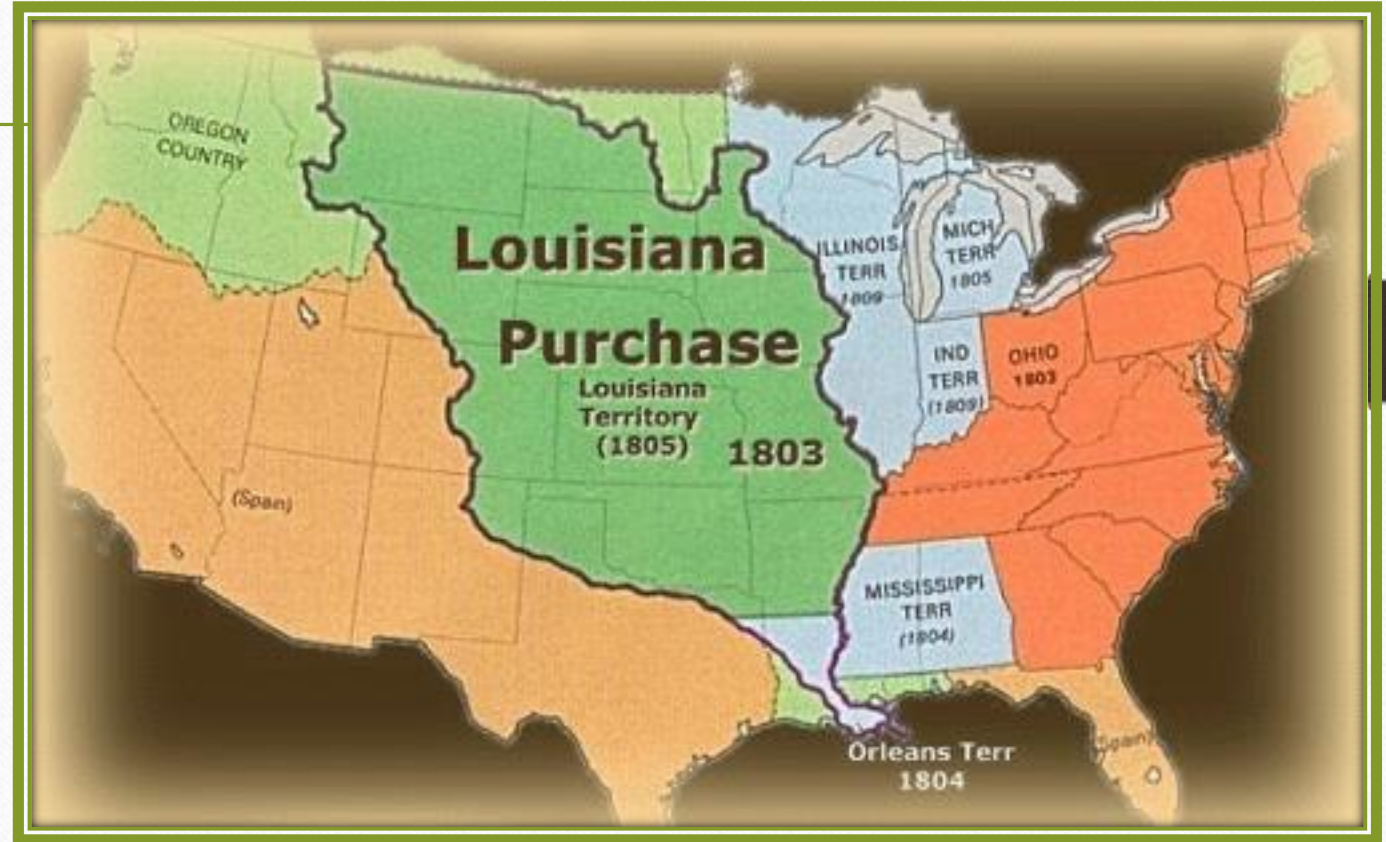 OREGON
COUNTRY
Louisiana
Purchase
Louisiana
Territory
(1805)
1803
ILLINOIS
TERR
1809
MICH
TERR
1805
IND
TERR
(1809)
OHIO
1803
(Spain)
MISSISSIPPI
TERR
(1804)
Orleans Terr
1804
(Spain)